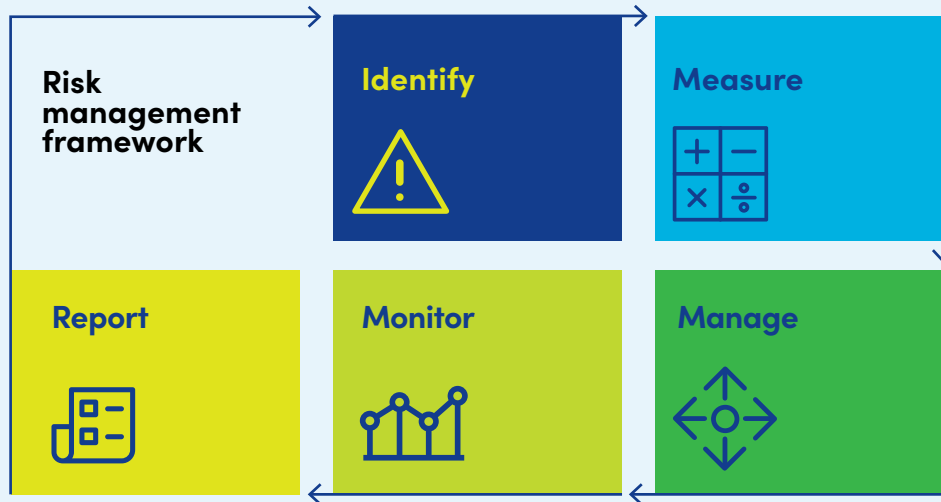 Risk
management
framework
Identify
Measure
Report
Monitor
Manage